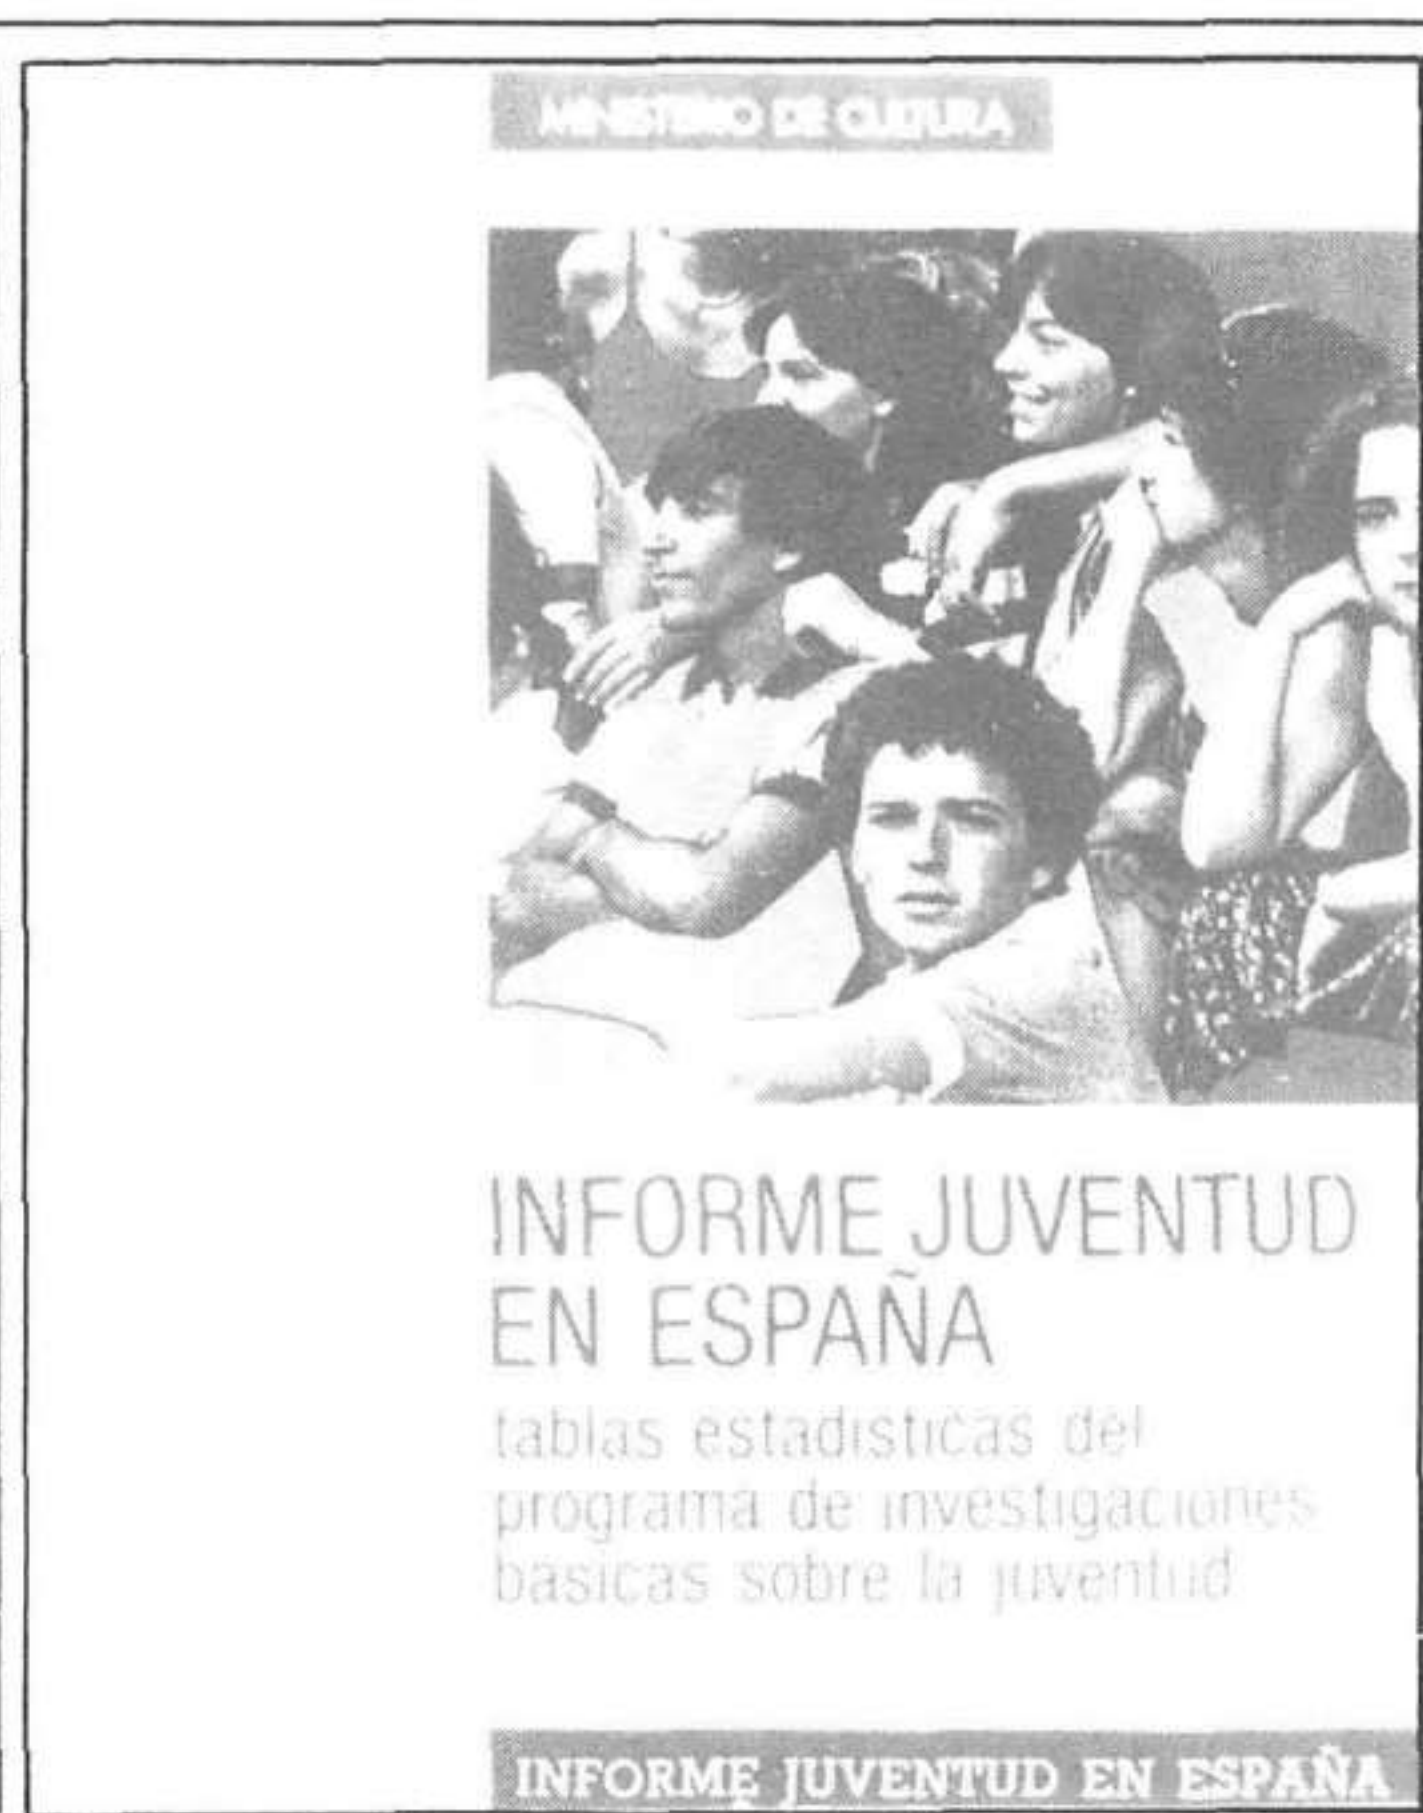 MINISTERIO DE CULTURA
INFORME JUVENTUD
EN ESPAÑA
tablas estadisticas del
programa de investigaciones
basicas sobre la juventud
INFORME JUVENTUD EN ESPAÑA